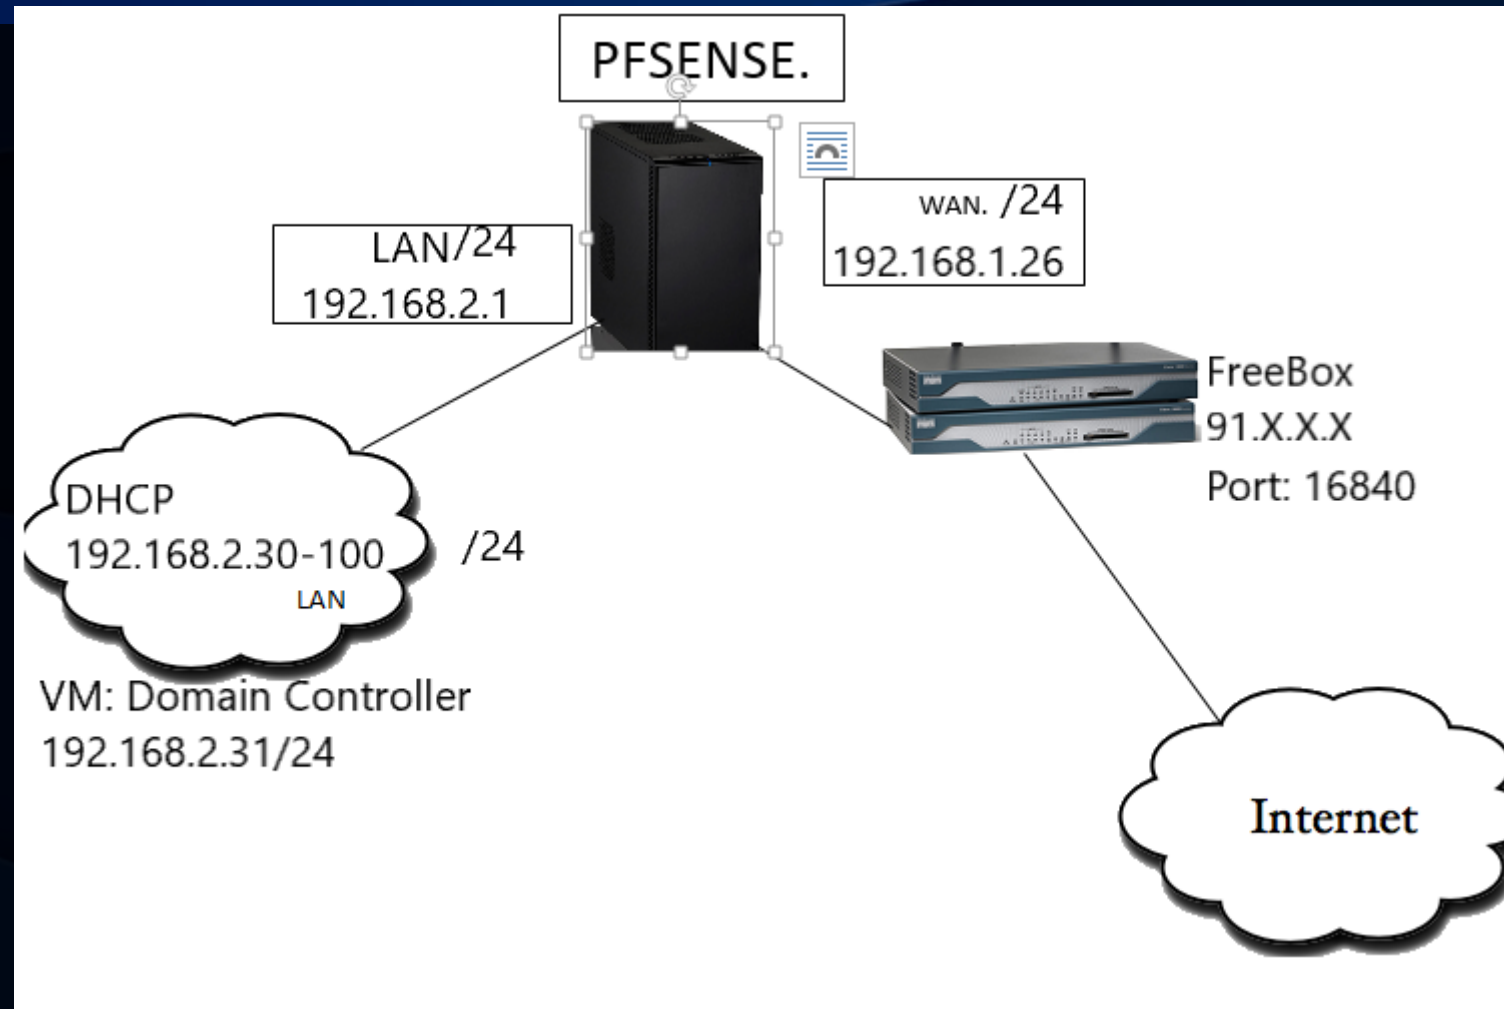 PFSENSE.
WAN. /24
192.168.1.26
LAN/24
192.168.2.1
FreeBox
91.X.X.X
Port: 16840
DHCP
192.168.2.30-100 /24
LAN
VM: Domain Controller
192.168.2.31/24
Internet